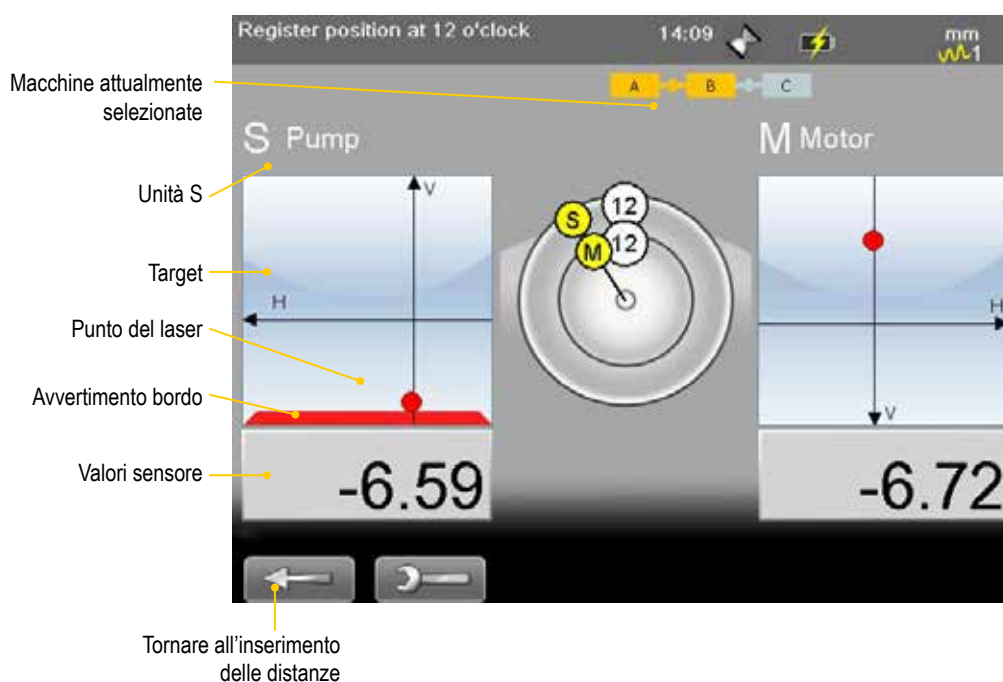 Register position at 12 o'clock 14:09 mm
1
Macchine attualmente
selezionate
A B C
S Pump
M Motor
Unità S
V
S 12
M 12
Target
H
H
Punto del laser
Avvertimento bordo
V
Valori sensore
-6.59
-6.72
Tornare all’inserimento
delle distanze